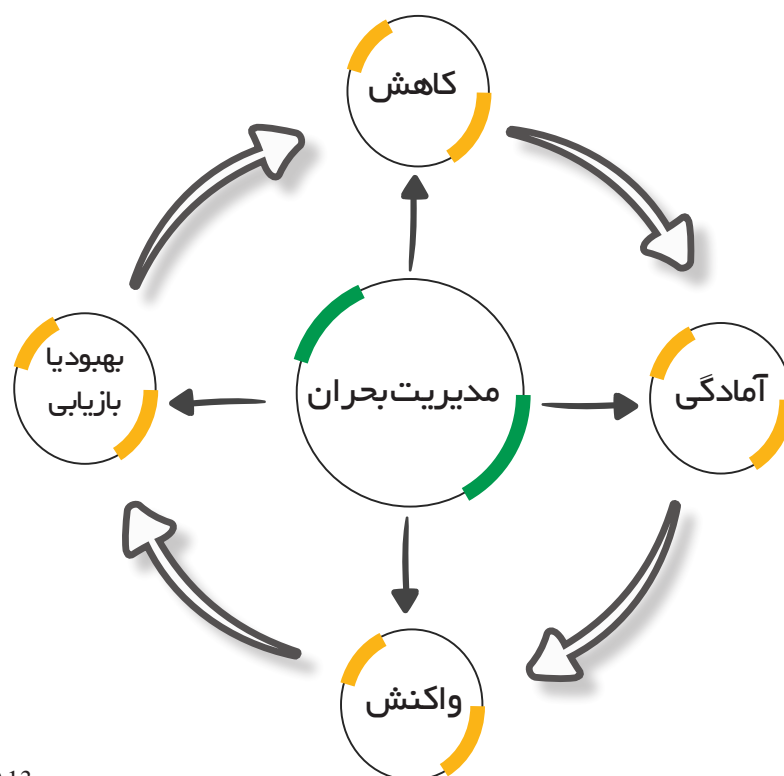 کاهش
بهبودیا
بازیابی
مدیریت‌بحران
آمادگی
واکنش